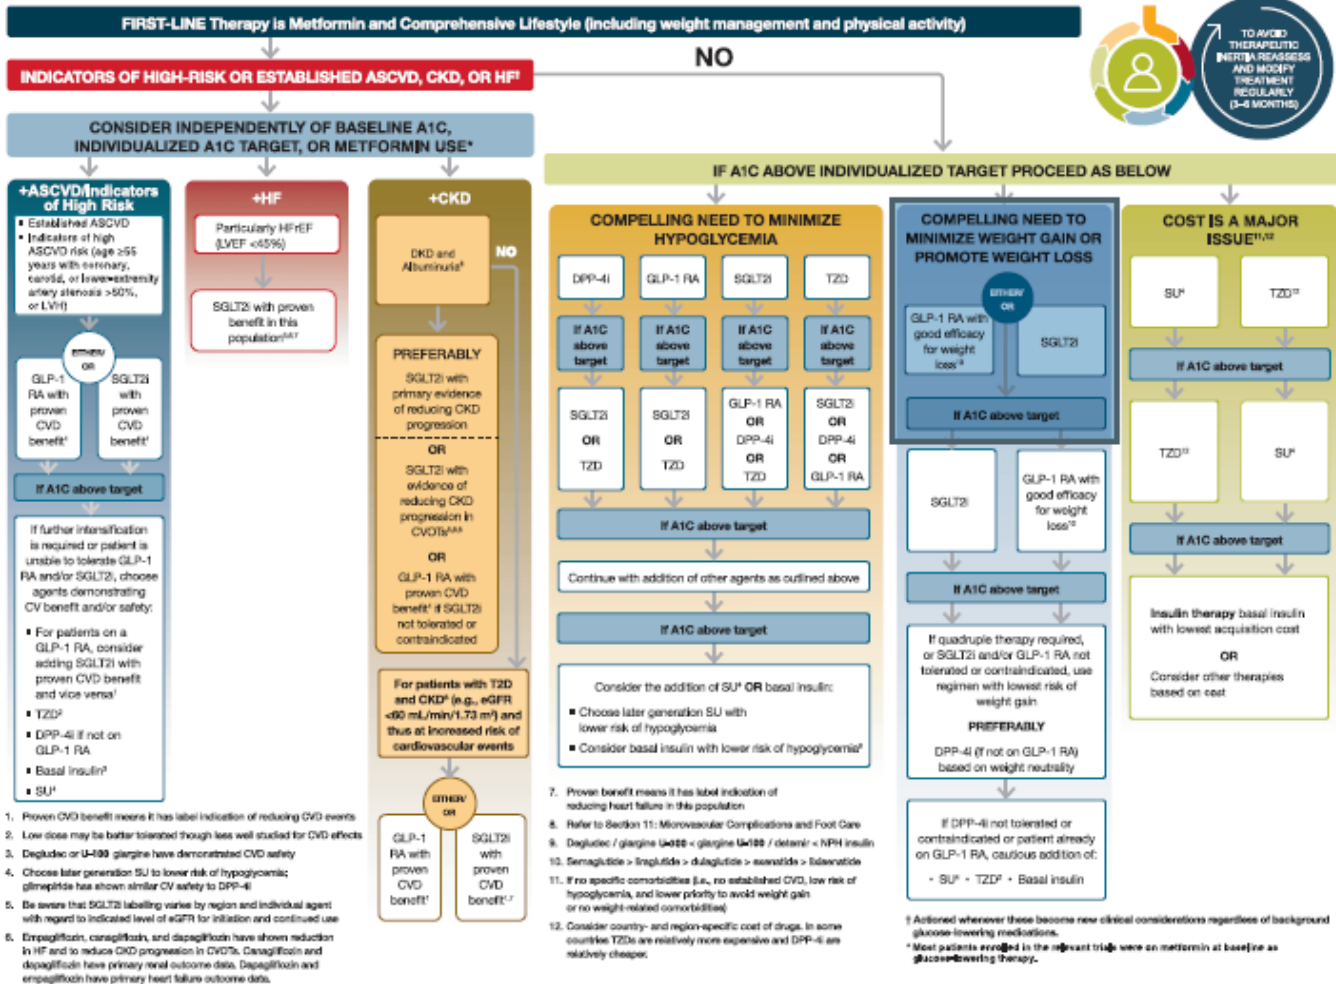 FIRST-LINE Therapy is Metformin and Comprehensive Lifestyle (including weight management and physical activity)
TO AVOID
THERAPEUTIC
INERTIA REASSESS
AND MODIFY
TREATMENT
REGULARLY
(3–6 MONTHS)
INDICATORS OF HIGH-RISK OR ESTABLISHED ASCVD, CKD, OR HF†
NO
CONSIDER INDEPENDENTLY OF BASELINE A1C,
INDIVIDUALIZED A1C TARGET, OR METFORMIN USE*
IF A1C ABOVE INDIVIDUALIZED TARGET PROCEED AS BELOW
+ASCVD/Indicators
of High Risk
▪ Established ASCVD
▪ Indicators of high
ASCVD risk (age ≥55
years with coronary,
carotid, or lower-extremity
artery stenosis >50%,
or LVH)
EITHER/
OR
GLP-1
RA with
proven
CVD
benefit¹
SGLT2i
with
proven
CVD
benefit¹
If A1C above target
If further intensification
is required or patient is
unable to tolerate GLP-1
RA and/or SGLT2i, choose
agents demonstrating
CV benefit and/or safety:
▪ For patients on a
GLP-1 RA, consider
adding SGLT2i with
proven CVD benefit
and vice versa¹
▪ TZD²
▪ DPP-4i if not on
GLP-1 RA
▪ Basal insulin³
▪ SU⁴
+HF
Particularly HFrEF
(LVEF <45%)
SGLT2i with proven
benefit in this
population⁵,⁶,⁷
+CKD
DKD and
Albuminuria⁸
NO
PREFERABLY
SGLT2i with
primary evidence
of reducing CKD
progression
OR
SGLT2i with
evidence of
reducing CKD
progression in
CVOTs⁵,⁶,⁸
OR
GLP-1 RA with
proven CVD
benefit¹ if SGLT2i
not tolerated or
contraindicated
For patients with T2D
and CKD⁸ (e.g., eGFR
<60 mL/min/1.73 m²) and
thus at increased risk of
cardiovascular events
EITHER/
OR
GLP-1
RA with
proven
CVD
benefit¹
SGLT2i
with
proven
CVD
benefit¹,⁷
COMPELLING NEED TO MINIMIZE
HYPOGLYCEMIA
DPP-4i
GLP-1 RA
SGLT2i
TZD
If A1C
above
target
If A1C
above
target
If A1C
above
target
If A1C
above
target
SGLT2i
OR
TZD
SGLT2i
OR
TZD
GLP-1 RA
OR
DPP-4i
OR
TZD
SGLT2i
OR
DPP-4i
OR
GLP-1 RA
If A1C above target
Continue with addition of other agents as outlined above
If A1C above target
Consider the addition of SU⁴ OR basal insulin:
▪ Choose later generation SU with
lower risk of hypoglycemia
▪ Consider basal insulin with lower risk of hypoglycemia⁹
COMPELLING NEED TO
MINIMIZE WEIGHT GAIN OR
PROMOTE WEIGHT LOSS
EITHER/
OR
GLP-1 RA with
good efficacy
for weight
loss¹⁰
SGLT2i
If A1C above target
SGLT2i
GLP-1 RA with
good efficacy
for weight
loss¹⁰
If A1C above target
If quadruple therapy required,
or SGLT2i and/or GLP-1 RA not
tolerated or contraindicated, use
regimen with lowest risk of
weight gain
PREFERABLY
DPP-4i (if not on GLP-1 RA)
based on weight neutrality
If DPP-4i not tolerated or
contraindicated or patient already
on GLP-1 RA, cautious addition of:
• SU⁴ • TZD² • Basal insulin
COST IS A MAJOR
ISSUE¹¹,¹²
SU⁴
TZD¹²
If A1C above target
TZD¹²
SU⁴
If A1C above target
Insulin therapy basal insulin
with lowest acquisition cost
OR
Consider other therapies
based on cost
1. Proven CVD benefit means it has label indication of reducing CVD events
2. Low dose may be better tolerated though less well studied for CVD effects
3. Degludec or U-100 glargine have demonstrated CVD safety
4. Choose later generation SU to lower risk of hypoglycemia;
glimepiride has shown similar CV safety to DPP-4i
5. Be aware that SGLT2i labelling varies by region and individual agent
with regard to indicated level of eGFR for initiation and continued use
6. Empagliflozin, canagliflozin, and dapagliflozin have shown reduction
in HF and to reduce CKD progression in CVOTs. Canagliflozin and
dapagliflozin have primary renal outcome data. Dapagliflozin and
empagliflozin have primary heart failure outcome data.
7. Proven benefit means it has label indication of
reducing heart failure in this population
8. Refer to Section 11: Microvascular Complications and Foot Care
9. Degludec / glargine U-300 < glargine U-100 / detemir < NPH insulin
10. Semaglutide > liraglutide > dulaglutide > exenatide > lixisenatide
11. If no specific comorbidities (i.e., no established CVD, low risk of
hypoglycemia, and lower priority to avoid weight gain
or no weight-related comorbidities)
12. Consider country- and region-specific cost of drugs. In some
countries TZDs are relatively more expensive and DPP-4i are
relatively cheaper.
† Actioned whenever these become new clinical considerations regardless of background
glucose-lowering medications.
* Most patients enrolled in the relevant trials were on metformin at baseline as
glucose-lowering therapy.